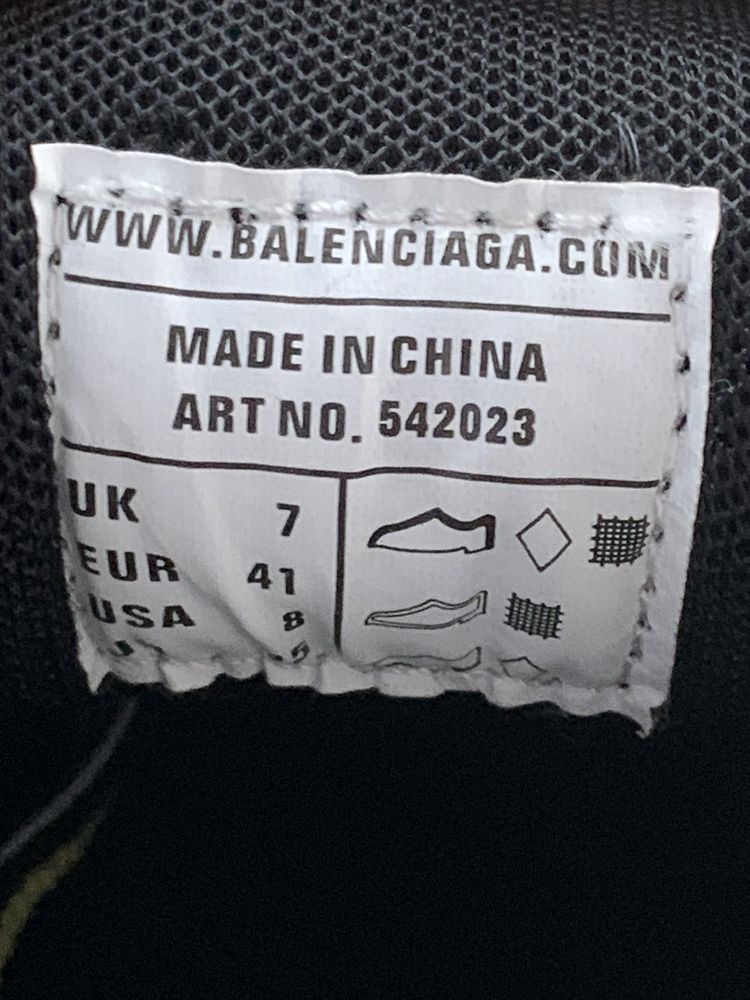 WWW.BALENCIAGA.COM
MADE IN CHINA
ART NO. 542023
UK 7
EUR 41
USA 8